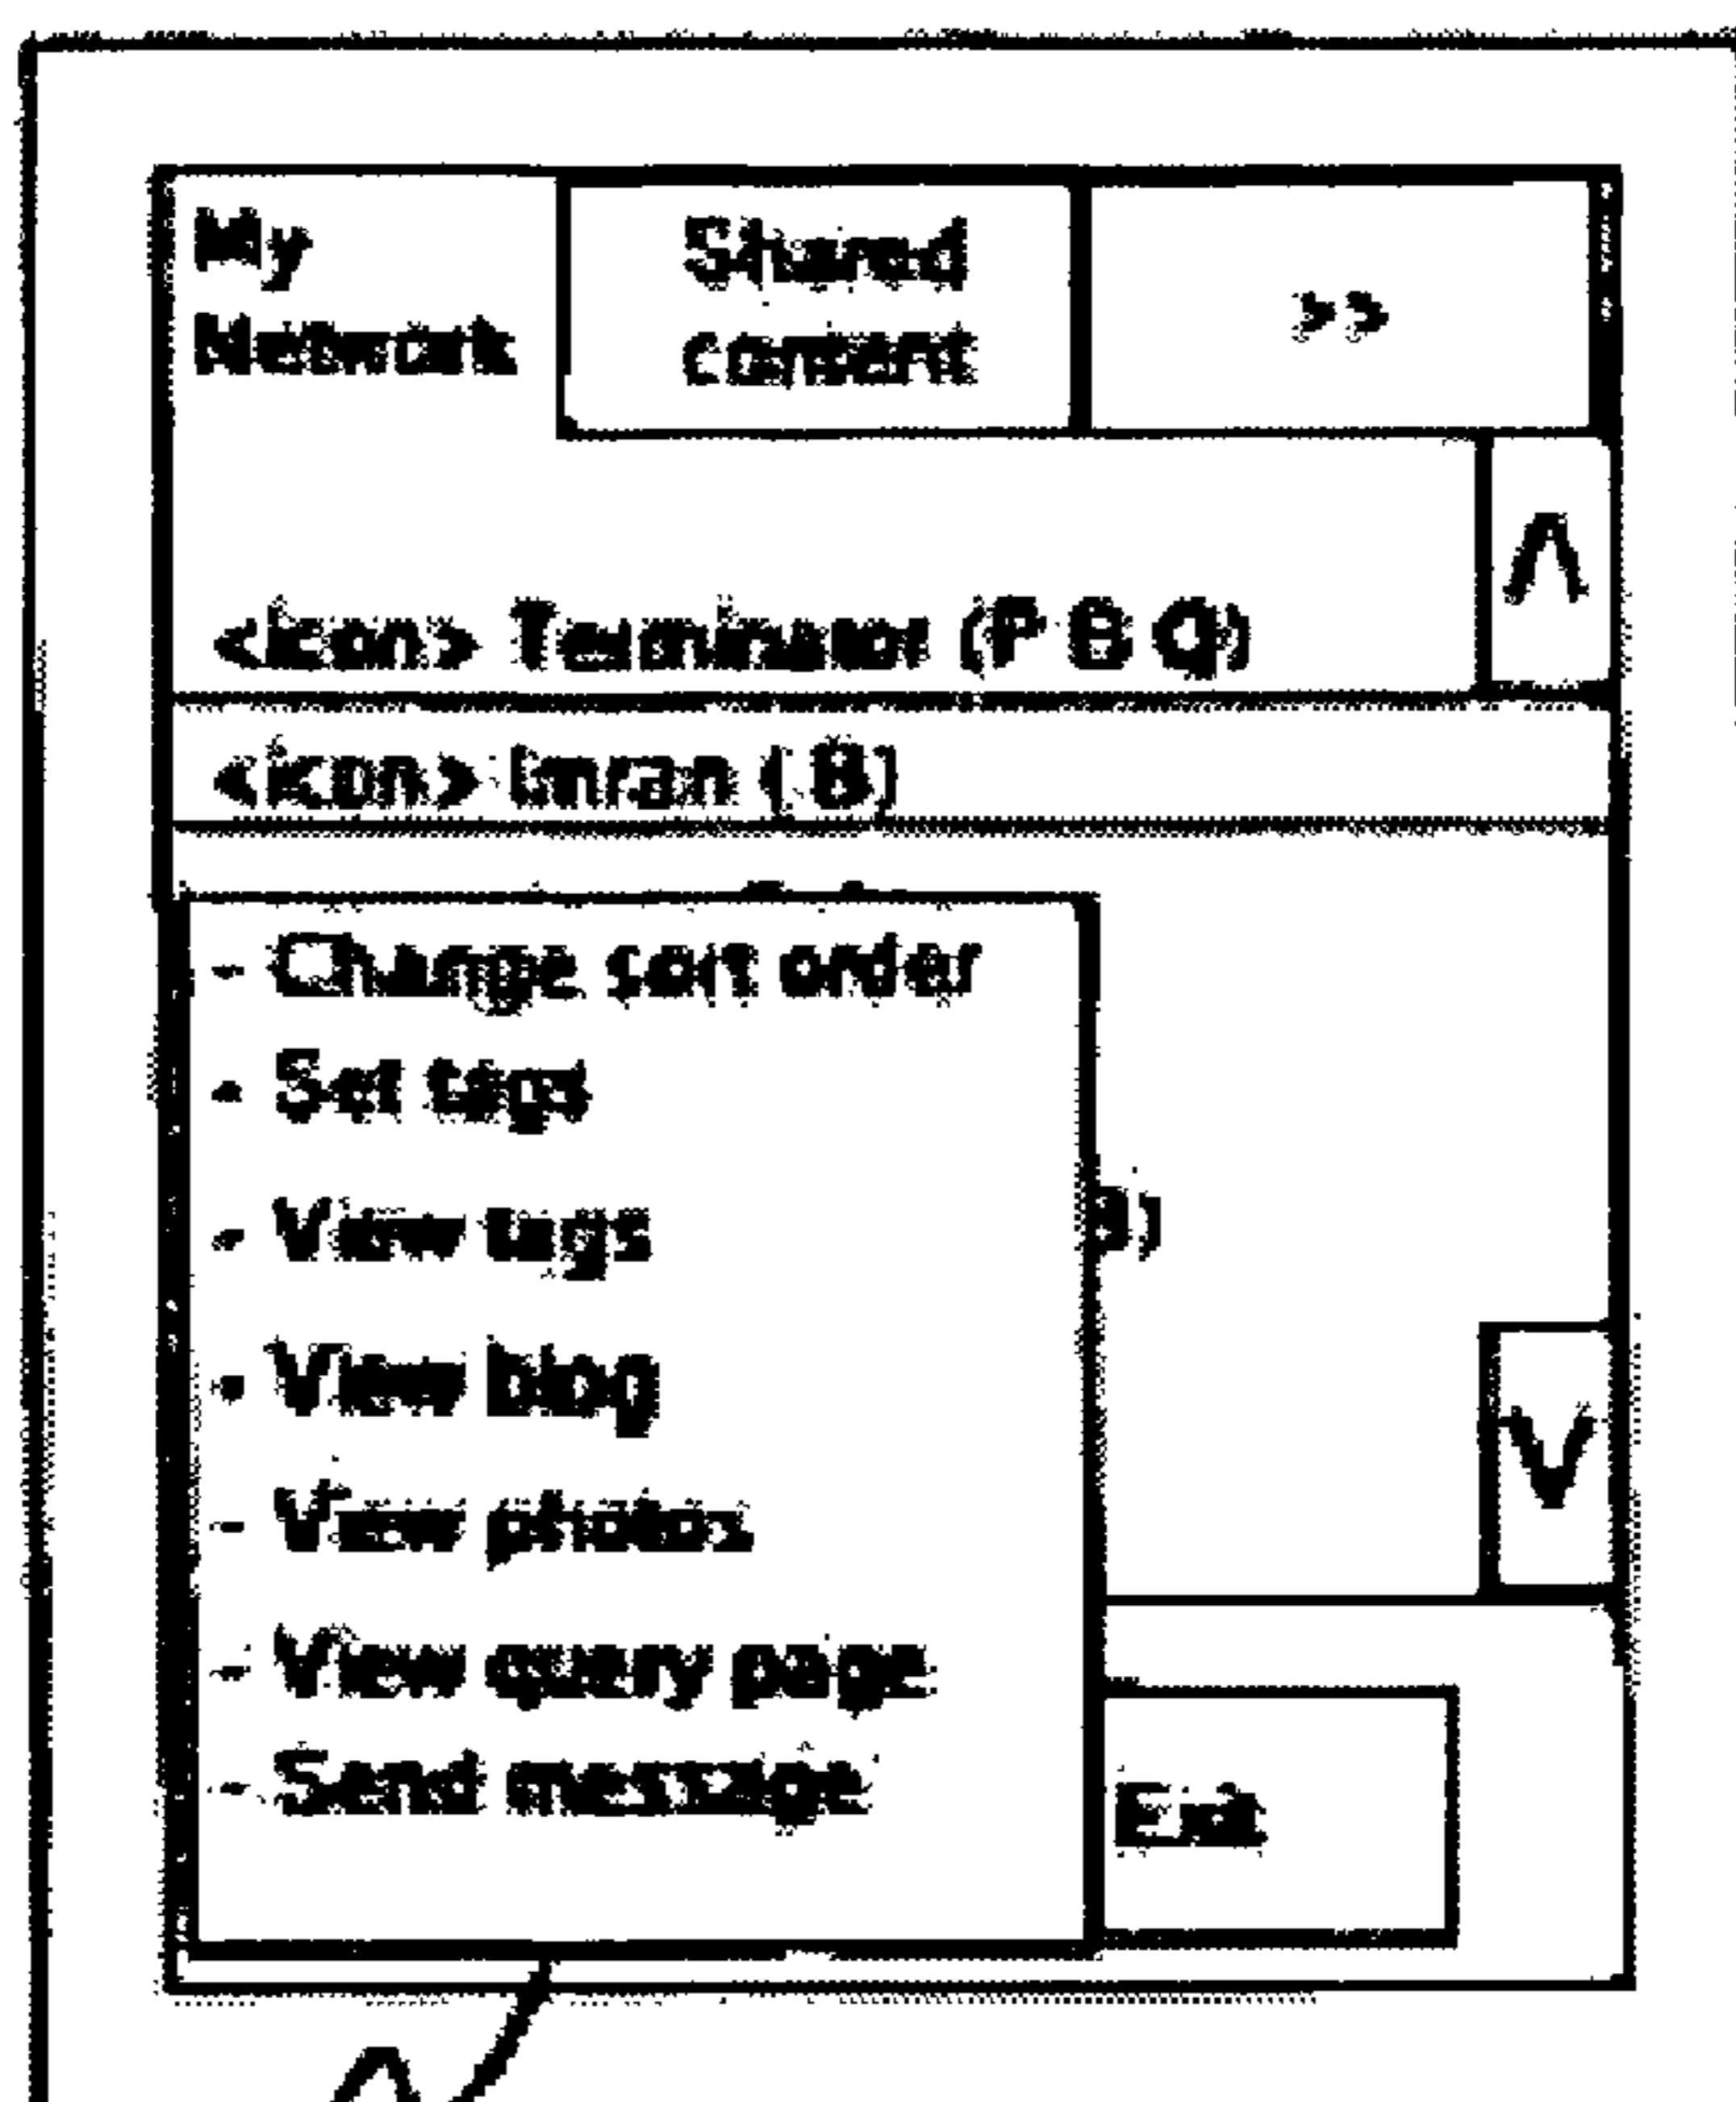 My
Network
Shared
content
>>
<icon> Terminator (P B Q)
<icon> Imran ( B)
- Change sort order
- Set tags
- View tags
B)
- View blog
- View photos
- View query page
- Send message
Exit